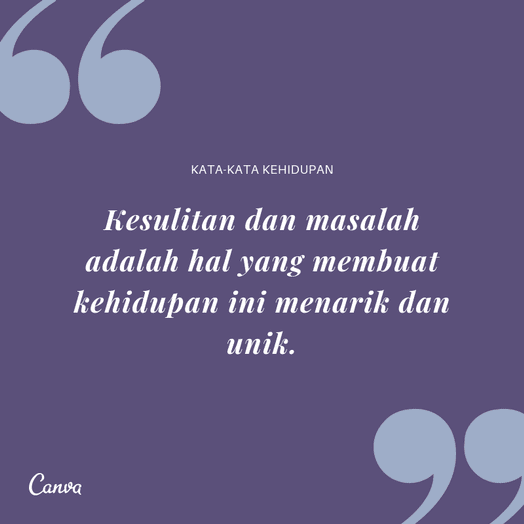 KATA-KATA KEHIDUPAN
Kesulitan dan masalah
adalah hal yang membuat
kehidupan ini menarik dan
unik.
Canva